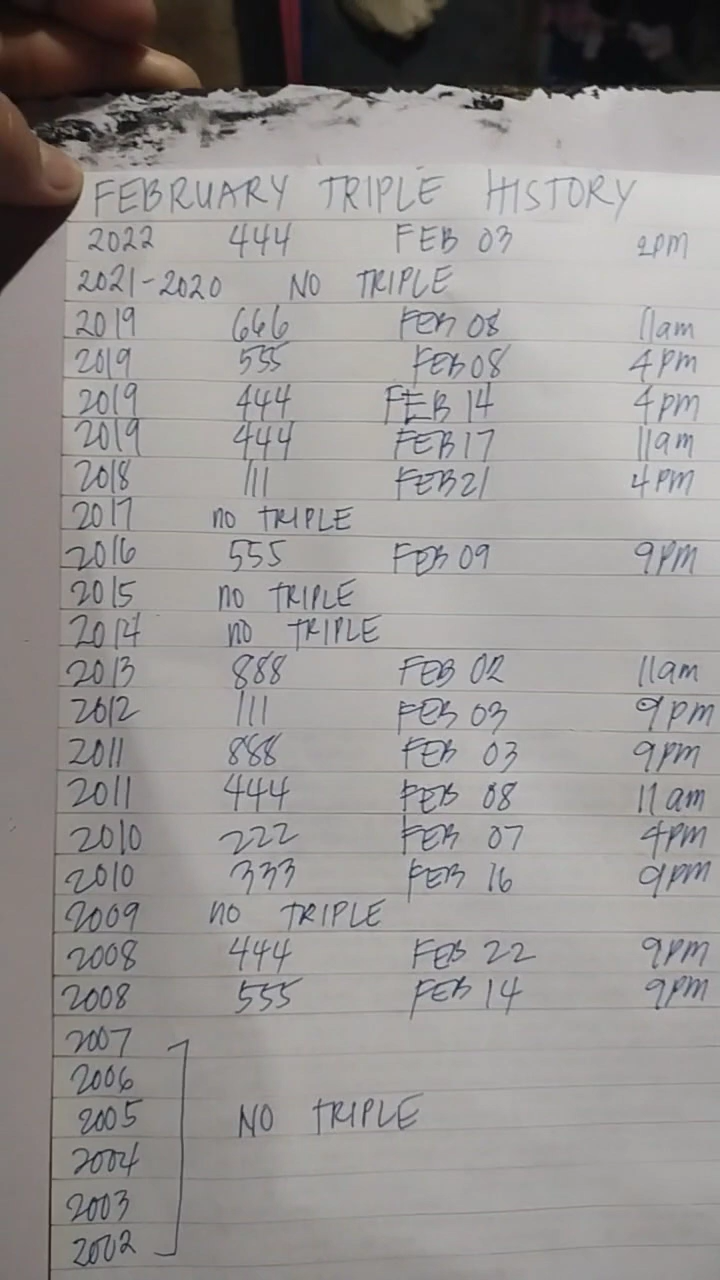 FEBRUARY TRIPLE HISTORY
2022 444 FEB 03 2PM
2021-2020 NO TRIPLE
2019 666 FEB 08 11am
2019 555 FEB 08 4PM
2019 444 FEB 14 4PM
2019 444 FEB 17 11am
2018 111 FEB 21 4PM
2017 no TRIPLE
2016 555 FEB 09 9PM
2015 no TRIPLE
2014 no TRIPLE
2013 888 FEB 02 11am
2012 111 FEB 03 9PM
2011 888 FEB 03 9PM
2011 444 FEB 08 11am
2010 222 FEB 07 4PM
2010 333 FEB 16 9PM
2009 no TRIPLE
2008 444 FEB 22 9PM
2008 555 FEB 14 9PM
2007
2006
2005 NO TRIPLE
2004
2003
2002